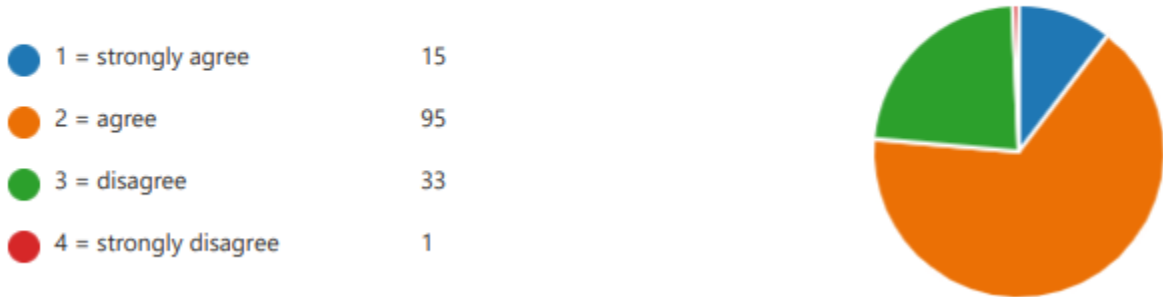 1 = strongly agree 15
2 = agree 95
3 = disagree 33
4 = strongly disagree 1